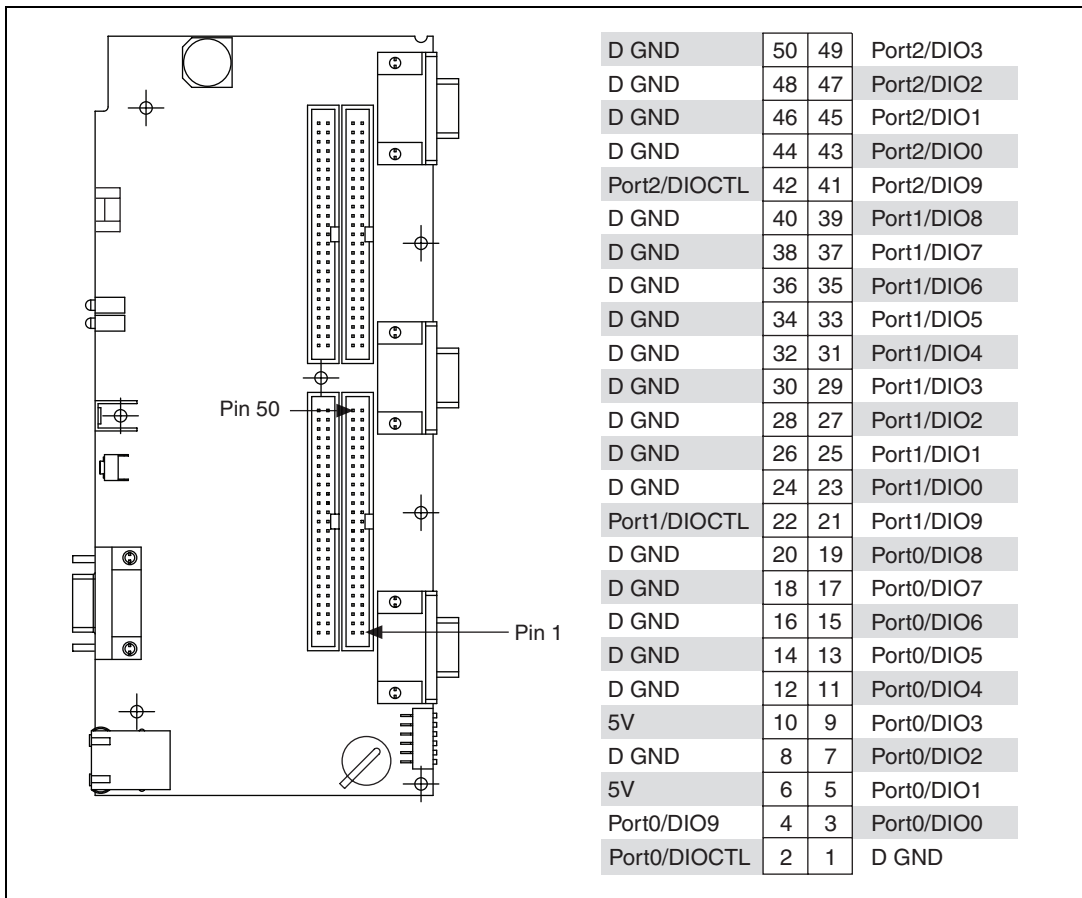 Pin 50
Pin 1
D GND 50 49 Port2/DIO3
D GND 48 47 Port2/DIO2
D GND 46 45 Port2/DIO1
D GND 44 43 Port2/DIO0
Port2/DIOCTL 42 41 Port2/DIO9
D GND 40 39 Port1/DIO8
D GND 38 37 Port1/DIO7
D GND 36 35 Port1/DIO6
D GND 34 33 Port1/DIO5
D GND 32 31 Port1/DIO4
D GND 30 29 Port1/DIO3
D GND 28 27 Port1/DIO2
D GND 26 25 Port1/DIO1
D GND 24 23 Port1/DIO0
Port1/DIOCTL 22 21 Port1/DIO9
D GND 20 19 Port0/DIO8
D GND 18 17 Port0/DIO7
D GND 16 15 Port0/DIO6
D GND 14 13 Port0/DIO5
D GND 12 11 Port0/DIO4
5V 10 9 Port0/DIO3
D GND 8 7 Port0/DIO2
5V 6 5 Port0/DIO1
Port0/DIO9 4 3 Port0/DIO0
Port0/DIOCTL 2 1 D GND